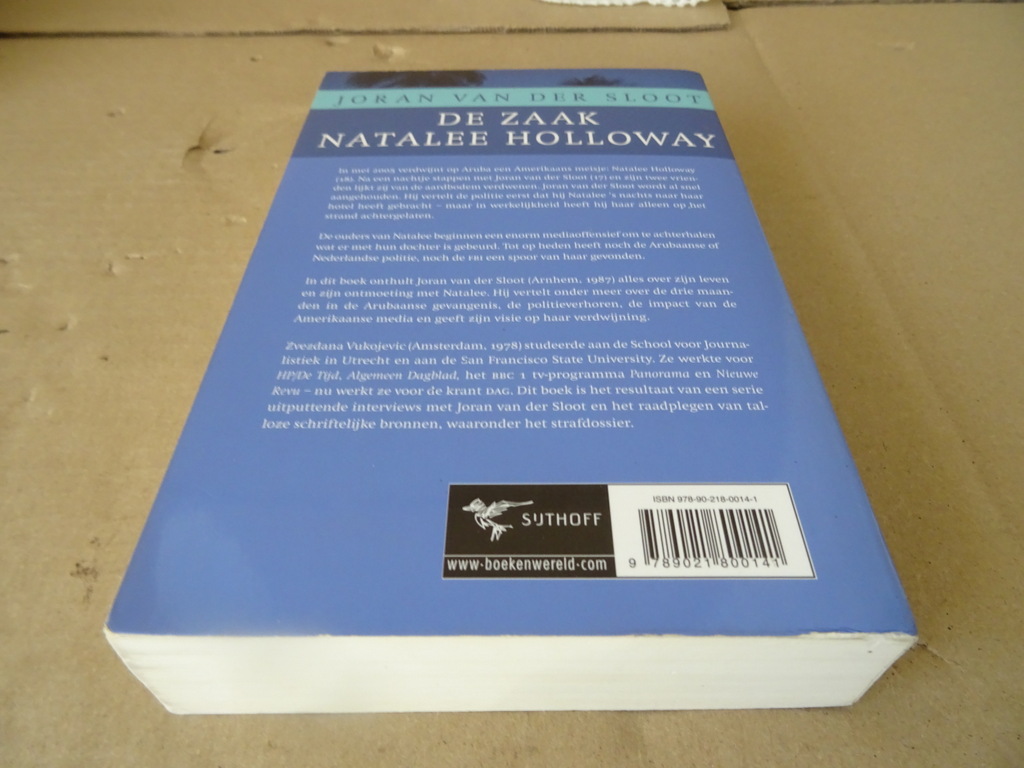 JORAN VAN DER SLOOT
DE ZAAK
NATALEE HOLLOWAY
In mei 2005 verdwijnt op Aruba een Amerikaans meisje: Natalee Holloway
(18). Na een nachtje stappen met Joran van der Sloot (17) en zijn twee vrien-
den lijkt zij van de aardbodem verdwenen. Joran van der Sloot wordt al snel
aangehouden. Hij vertelt de politie eerst dat hij Natalee 's nachts naar haar
hotel heeft gebracht – maar in werkelijkheid heeft hij haar alleen op het
strand achtergelaten.
De ouders van Natalee beginnen een enorm mediaoffensief om te achterhalen
wat er met hun dochter is gebeurd. Tot op heden heeft noch de Arubaanse of
Nederlandse politie, noch de FBI een spoor van haar gevonden.
In dit boek onthult Joran van der Sloot (Arnhem, 1987) alles over zijn leven
en zijn ontmoeting met Natalee. Hij vertelt onder meer over de drie maan-
den in de Arubaanse gevangenis, de politieverhoren, de impact van de
Amerikaanse media en geeft zijn visie op haar verdwijning.
Zvezdana Vukojevic (Amsterdam, 1978) studeerde aan de School voor Journa-
listiek in Utrecht en aan de San Francisco State University. Ze werkte voor
HP/De Tijd, Algemeen Dagblad, het BBC 1 tv-programma Panorama en Nieuwe
Revu – nu werkt ze voor de krant DAG. Dit boek is het resultaat van een serie
uitputtende interviews met Joran van der Sloot en het raadplegen van tal-
loze schriftelijke bronnen, waaronder het strafdossier.
SIJTHOFF
www.boekenwereld.com
ISBN 978-90-218-0014-1
9 789021 800141